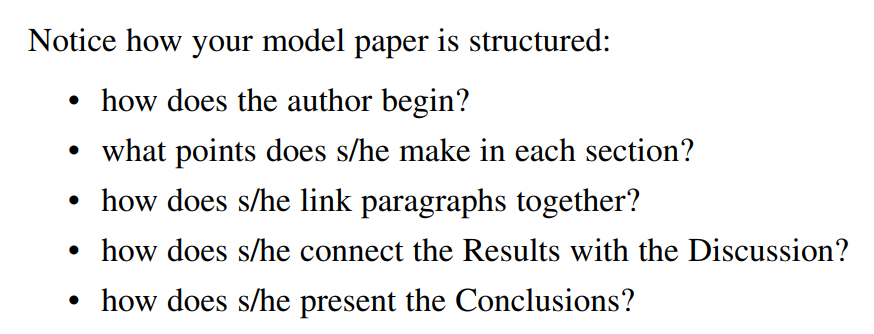 Notice how your model paper is structured:
• how does the author begin?
• what points does s/he make in each section?
• how does s/he link paragraphs together?
• how does s/he connect the Results with the Discussion?
• how does s/he present the Conclusions?